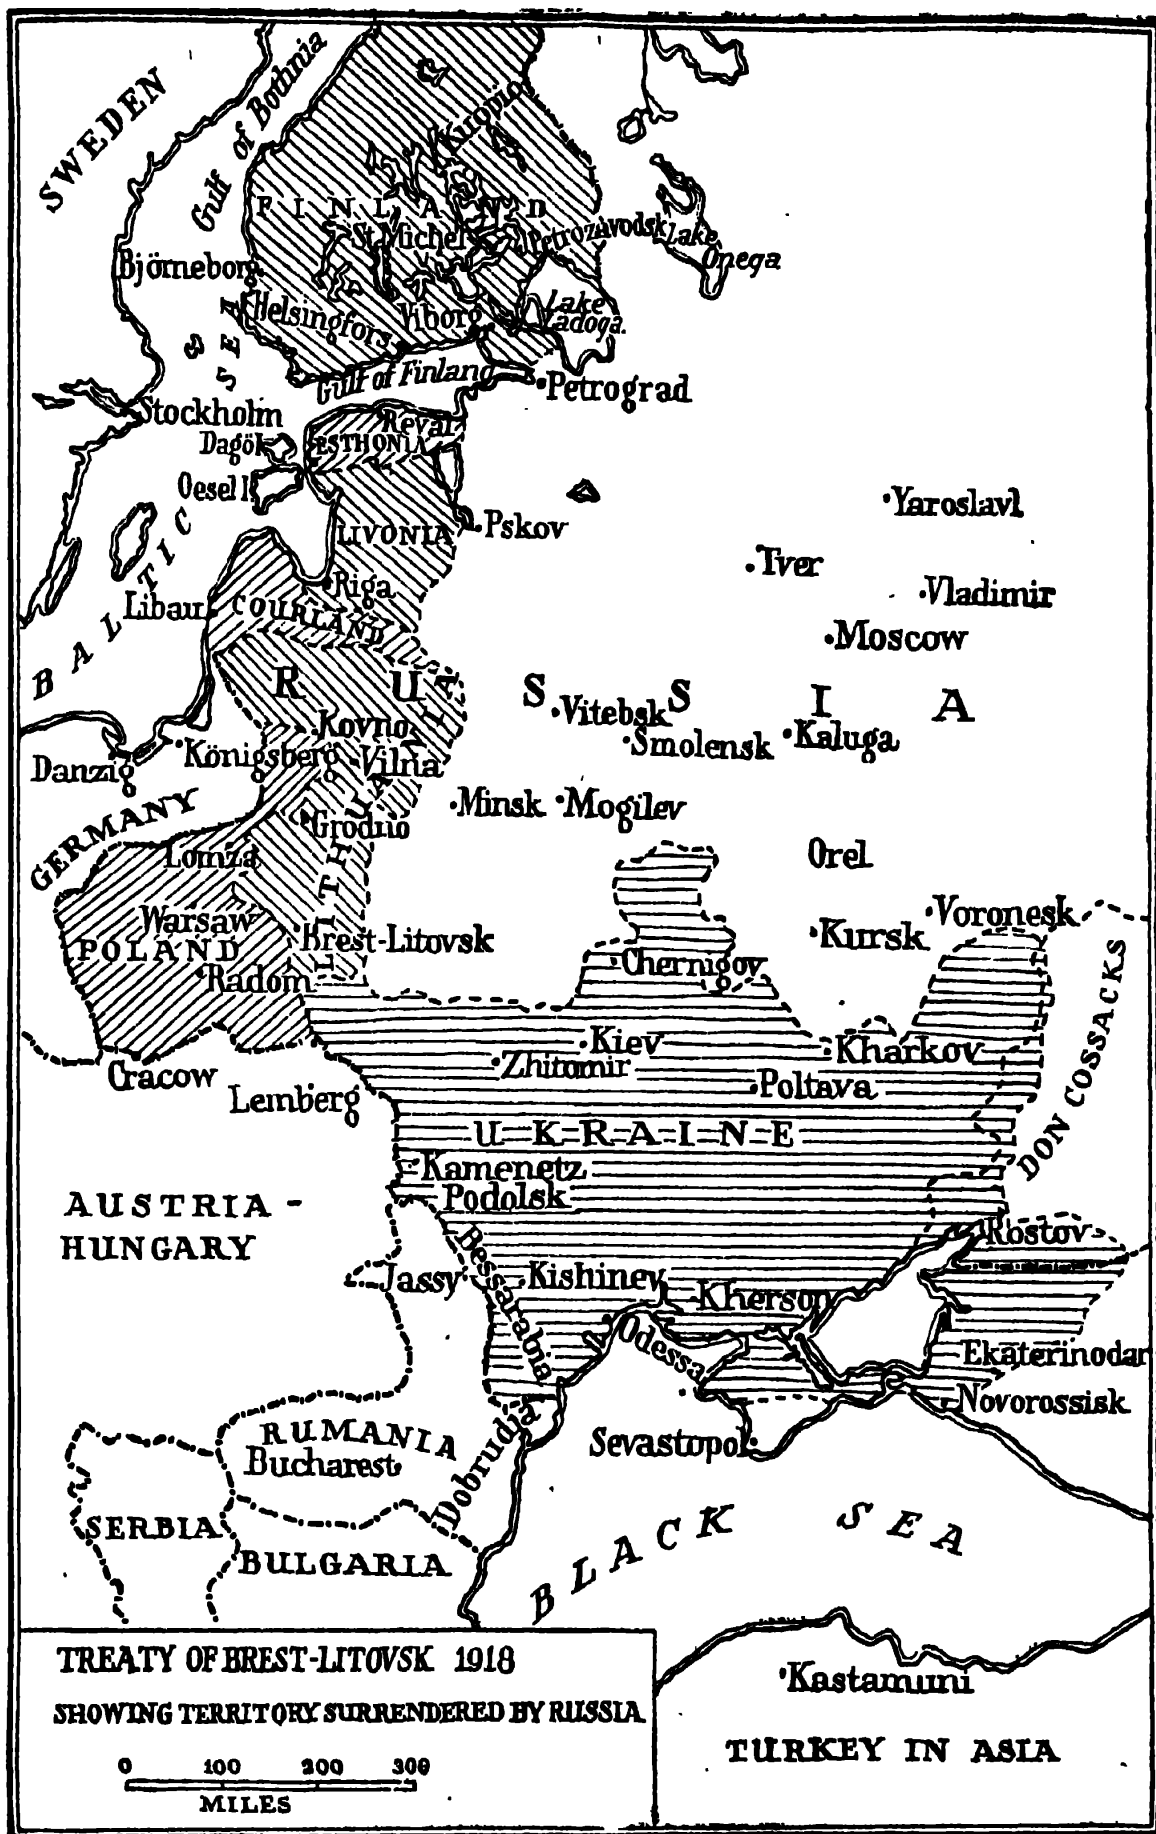 SWEDEN
Gulf of Bothnia
Kuopio
FINLAND
St Michel
Petrozavodsk
Lake Onega
Björneborg
Helsingfors
Viborg
Lake Ladoga.
Gulf of Finland
Petrograd
Stockholm
Reval
Dagö I.
ESTHONIA
Oesel I.
BALTIC SEA
LIVONIA
Pskov
Yaroslavl
Tver
Riga
Vladimir
Libau
COURLAND
Moscow
RUSSIA
Vitebsk
Kovno
Smolensk
Kaluga
Königsberg
Vilna
Danzig
Minsk
Mogilev
GERMANY
Grodno
LITHUANIA
Lomza
Orel
Warsaw
Voronesk
POLAND
Brest-Litovsk
Kursk
Chernigov
Radom
DON COSSACKS
Kiev
Kharkov
Zhitomir
Cracow
Poltava
Lemberg
UKRAINE
Kamenetz
Podolsk
AUSTRIA-
HUNGARY
Rostov
Bessarabia
Jassy
Kishinev
Kherson
Odessa
Ekaterinodar
Novorossisk
RUMANIA
Sevastopol
Bucharest
Dobrudja
SERBIA
BULGARIA
BLACK SEA
TREATY OF BREST-LITOVSK 1918
SHOWING TERRITORY SURRENDERED BY RUSSIA
0 100 200 300
MILES
Kastamuni
TURKEY IN ASIA